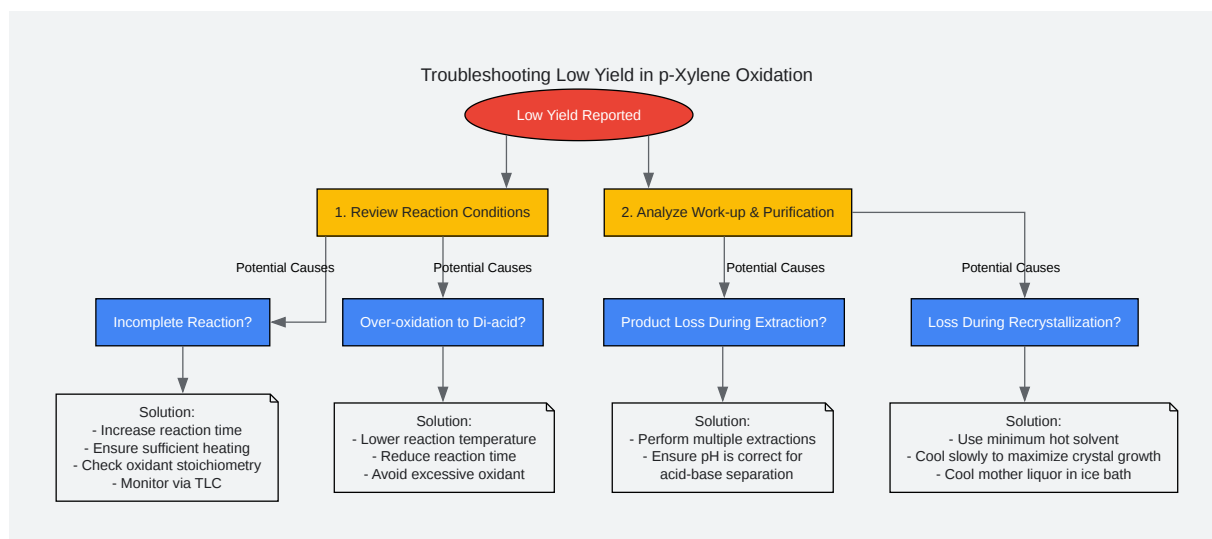 Troubleshooting Low Yield in p-Xylene Oxidation
Low Yield Reported
1. Review Reaction Conditions
2. Analyze Work-up & Purification
Potential Causes
Potential Causes
Potential Causes
Potential Causes
Incomplete Reaction?
Over-oxidation to Di-acid?
Product Loss During Extraction?
Loss During Recrystallization?
Solution:
- Increase reaction time
- Ensure sufficient heating
- Check oxidant stoichiometry
- Monitor via TLC
Solution:
- Lower reaction temperature
- Reduce reaction time
- Avoid excessive oxidant
Solution:
- Perform multiple extractions
- Ensure pH is correct for
acid-base separation
Solution:
- Use minimum hot solvent
- Cool slowly to maximize crystal growth
- Cool mother liquor in ice bath